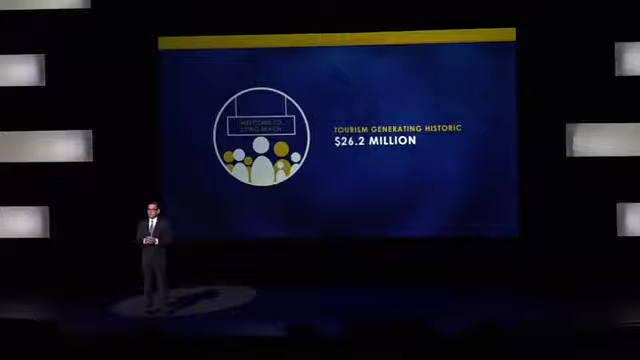 WELCOME TO
LONG BEACH
TOURISM GENERATING HISTORIC
$26.2 MILLION